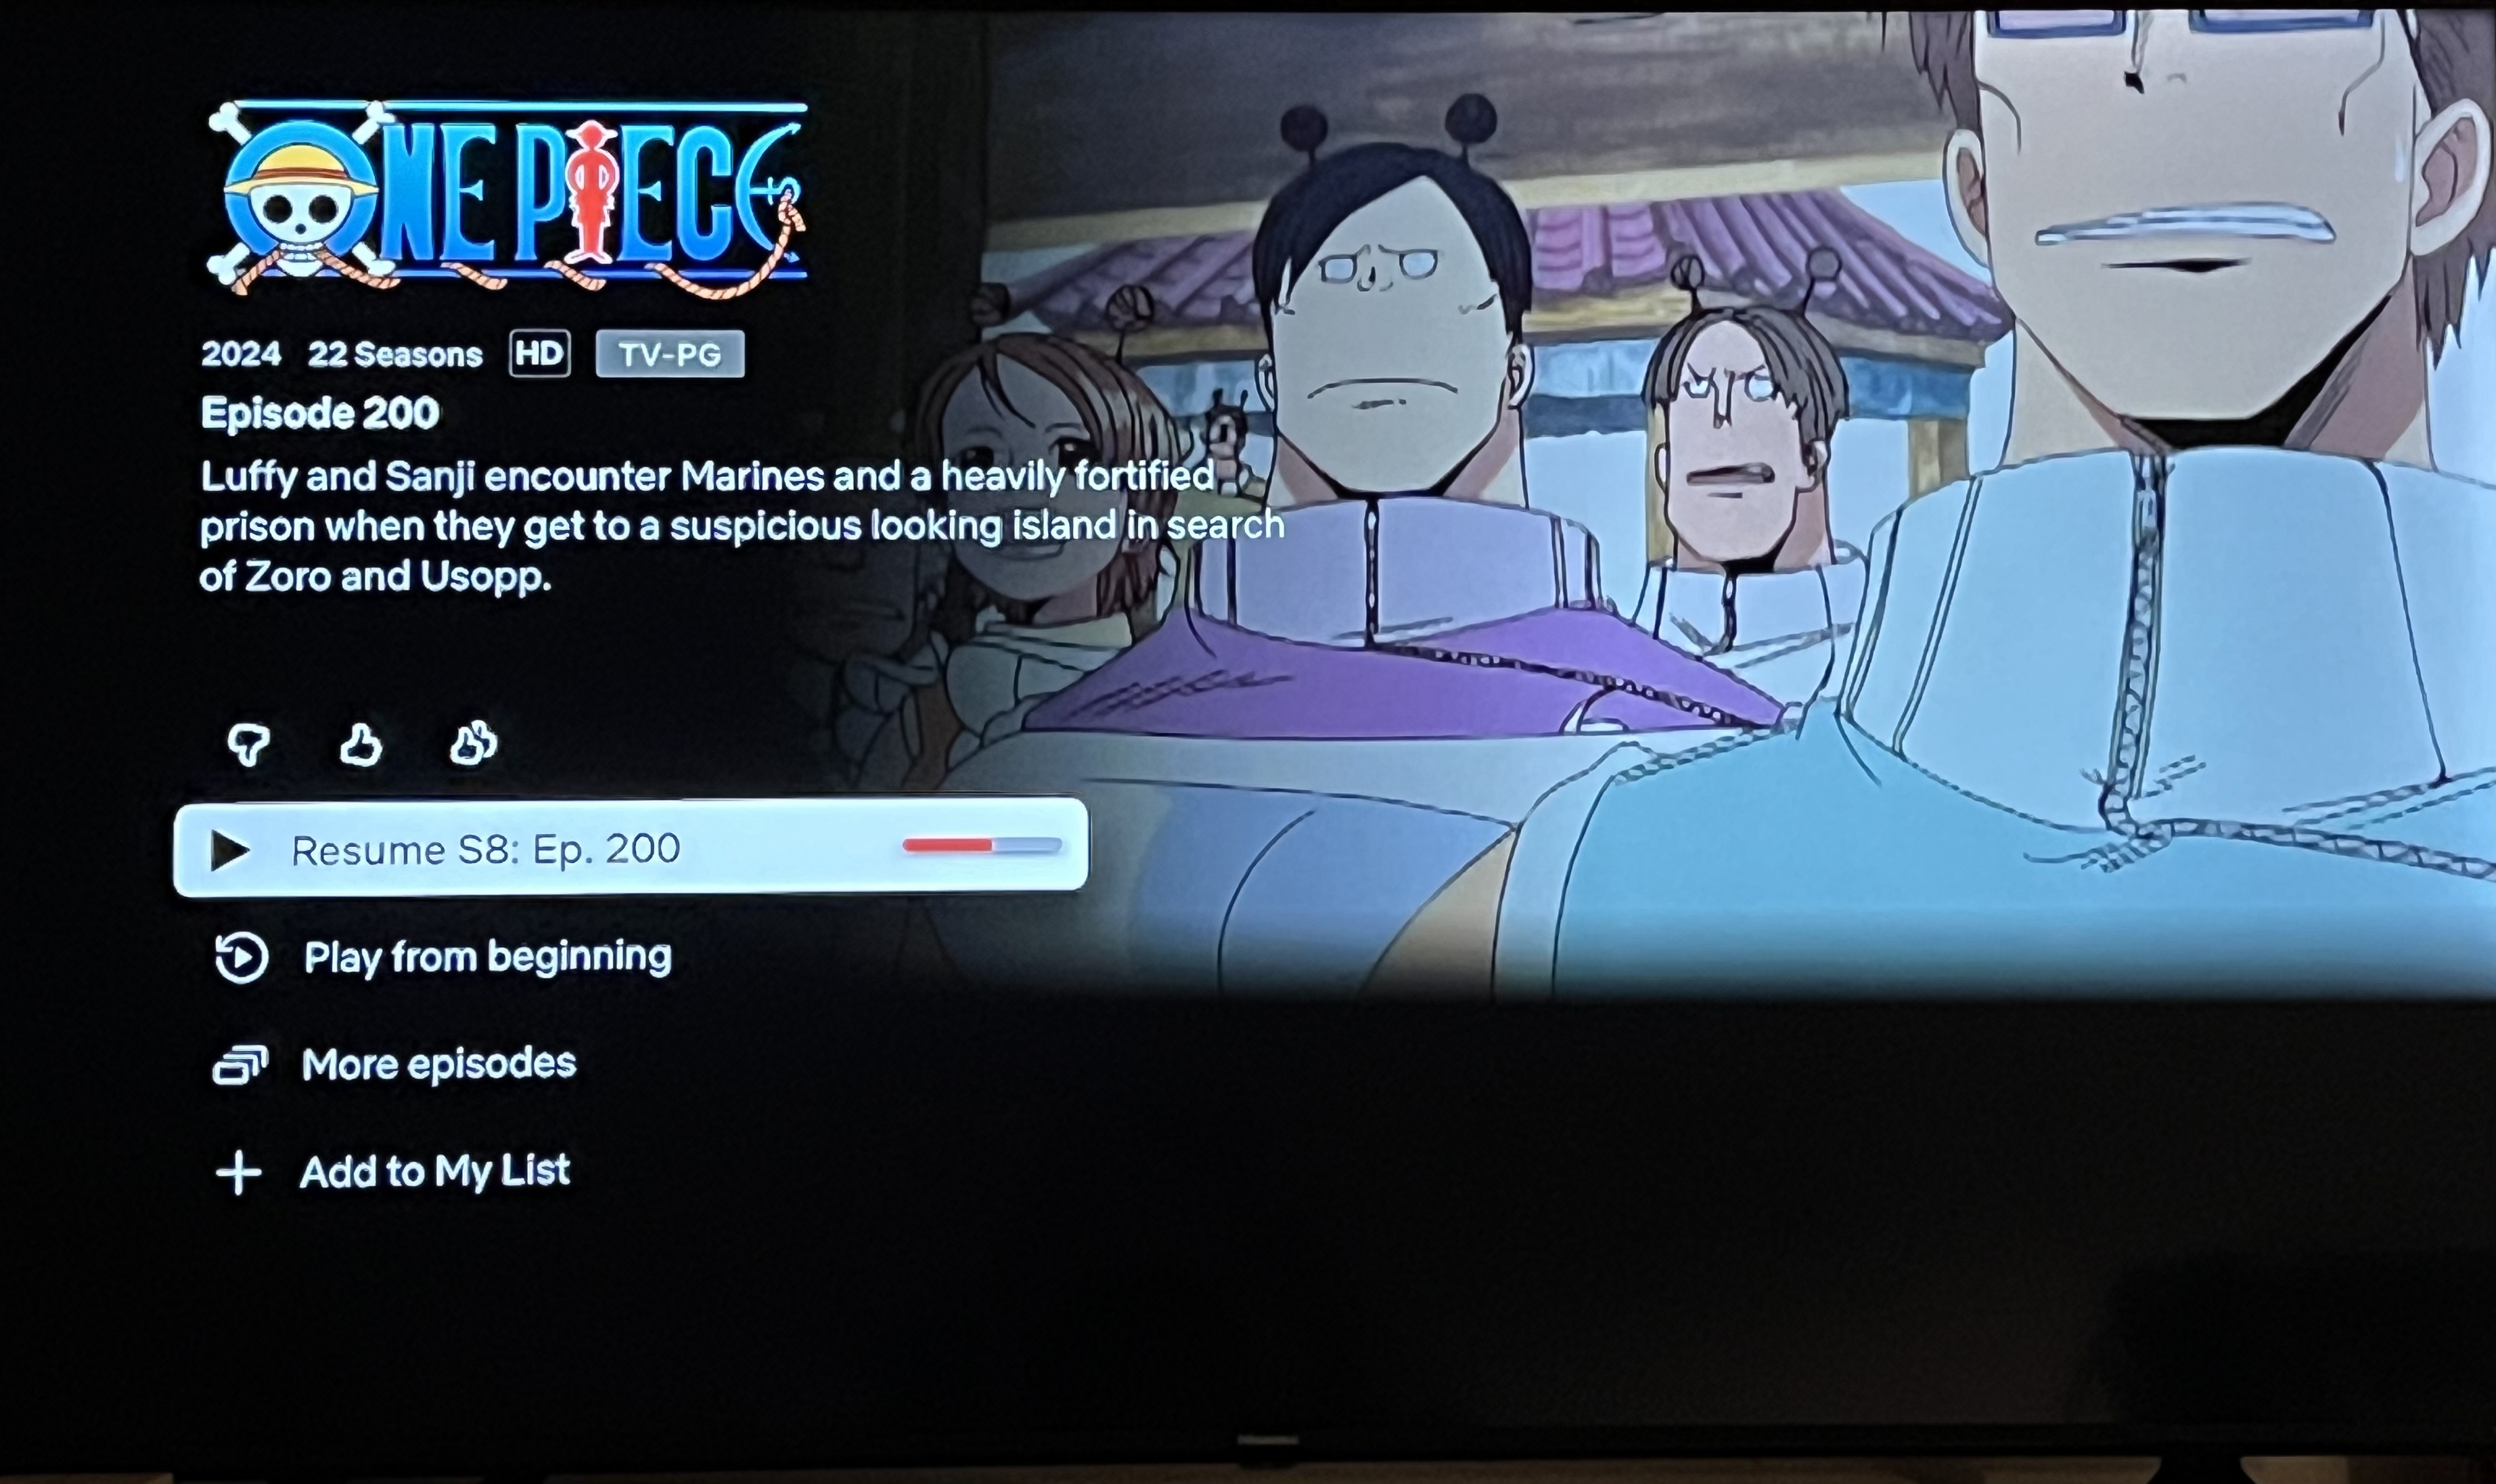 ONE PIECE
2024 22 Seasons HD TV-PG
Episode 200
Luffy and Sanji encounter Marines and a heavily fortified
prison when they get to a suspicious looking island in search
of Zoro and Usopp.
Resume S8: Ep. 200
Play from beginning
More episodes
Add to My List